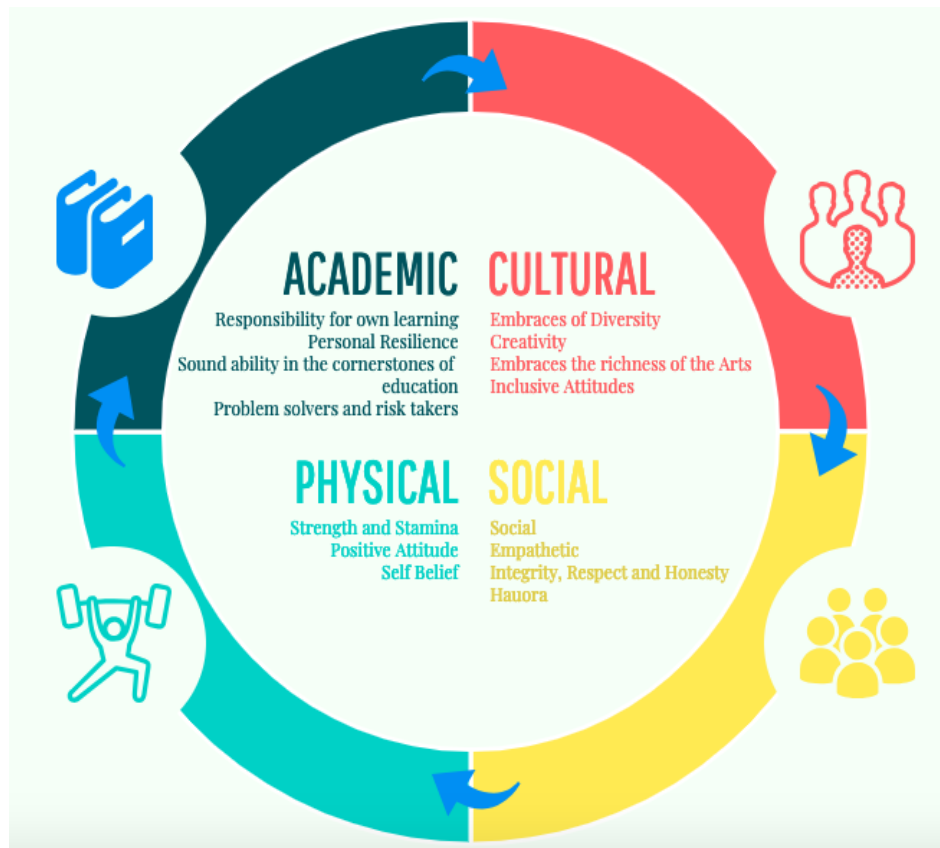 ACADEMIC
Responsibility for own learning
Personal Resilience
Sound ability in the cornerstones of
education
Problem solvers and risk takers
CULTURAL
Embraces of Diversity
Creativity
Embraces the richness of the Arts
Inclusive Attitudes
PHYSICAL
Strength and Stamina
Positive Attitude
Self Belief
SOCIAL
Social
Empathetic
Integrity, Respect and Honesty
Hauora